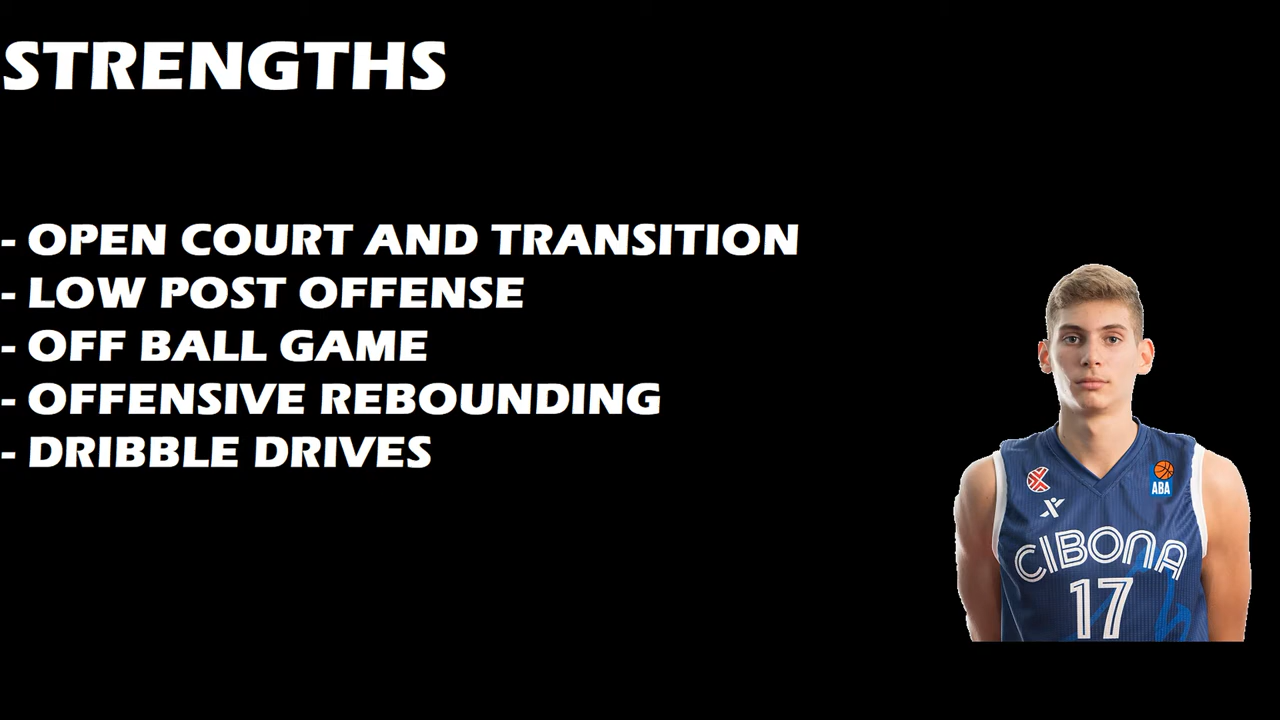 STRENGTHS
- OPEN COURT AND TRANSITION
- LOW POST OFFENSE
- OFF BALL GAME
- OFFENSIVE REBOUNDING
- DRIBBLE DRIVES
ABA
CIBONA
17